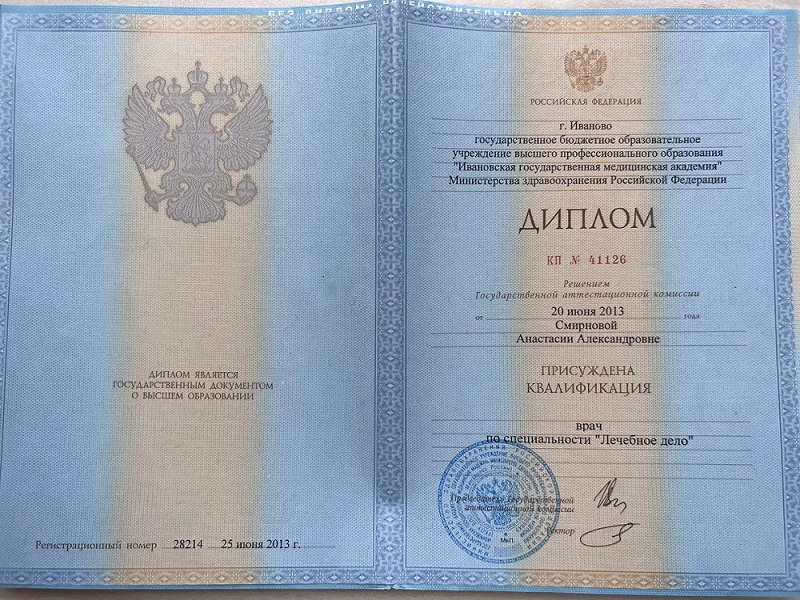 БЕЗ ДИПЛОМА НЕДЕЙСТВИТЕЛЬНО
ДИПЛОМ ЯВЛЯЕТСЯ
ГОСУДАРСТВЕННЫМ ДОКУМЕНТОМ
О ВЫСШЕМ ОБРАЗОВАНИИ
Регистрационный номер 28214 25 июня 2013 г.
РОССИЙСКАЯ ФЕДЕРАЦИЯ
г. Иваново
государственное бюджетное образовательное
учреждение высшего профессионального образования
"Ивановская государственная медицинская академия"
Министерства здравоохранения Российской Федерации
ДИПЛОМ
КП № 41126
Решением
Государственной аттестационной комиссии
от 20 июня 2013 года
Смирновой
Анастасии Александровне
ПРИСУЖДЕНА
КВАЛИФИКАЦИЯ
врач
по специальности "Лечебное дело"
Председатель Государственной
аттестационной комиссии
Ректор
М.П.